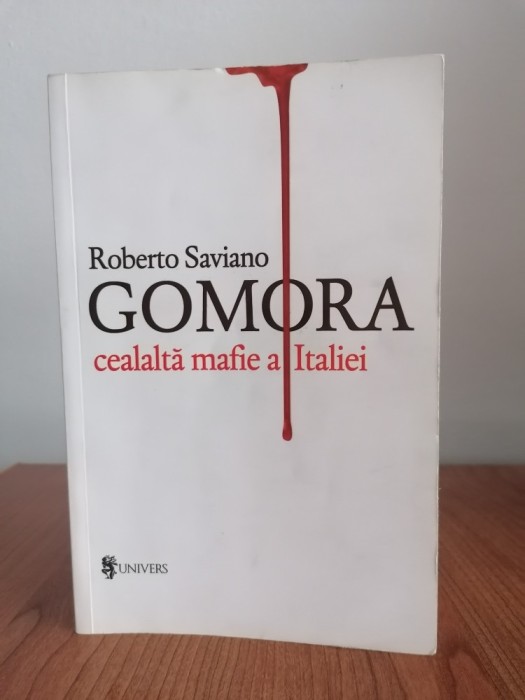 Roberto Saviano
GOMORA
cealaltă mafie a Italiei
UNIVERS